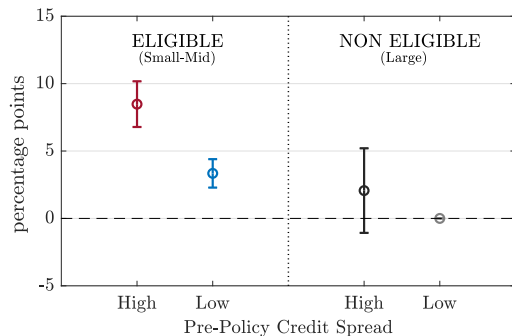 15
ELIGIBLE
(Small-Mid)
NON ELIGIBLE
(Large)
10
5
0
-5
percentage points
High
Low
High
Low
Pre-Policy Credit Spread